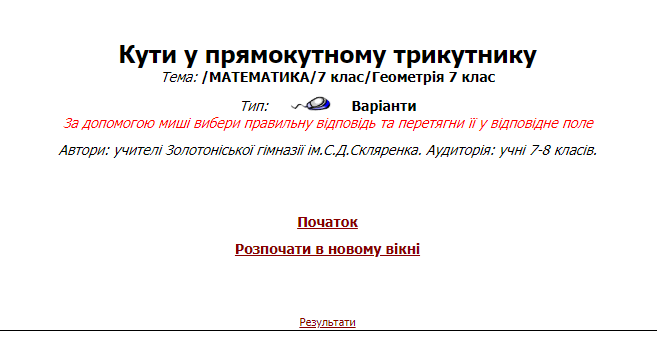 Кути у прямокутному трикутнику
Тема: /МАТЕМАТИКА/7 клас/Геометрія 7 клас
Тип: Варіанти
За допомогою миші вибери правильну відповідь та перетягни її у відповідне поле
Автори: учителі Золотоніської гімназії ім.С.Д.Скляренка. Аудиторія: учні 7-8 класів.
Початок
Розпочати в новому вікні
Результати